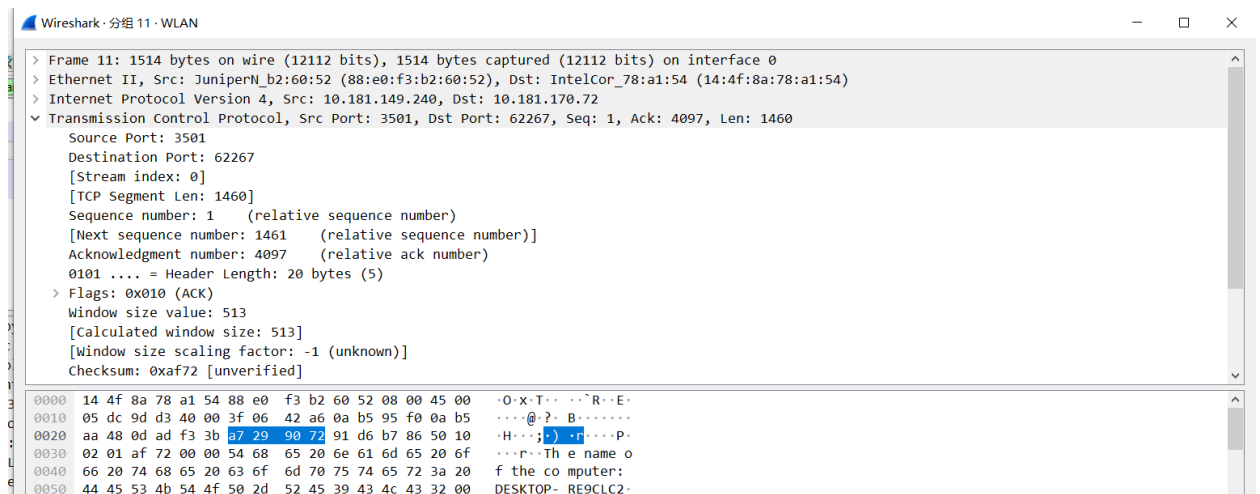 Wireshark · 分组 11 · WLAN
> Frame 11: 1514 bytes on wire (12112 bits), 1514 bytes captured (12112 bits) on interface 0
> Ethernet II, Src: JuniperN_b2:60:52 (88:e0:f3:b2:60:52), Dst: IntelCor_78:a1:54 (14:4f:8a:78:a1:54)
> Internet Protocol Version 4, Src: 10.181.149.240, Dst: 10.181.170.72
Transmission Control Protocol, Src Port: 3501, Dst Port: 62267, Seq: 1, Ack: 4097, Len: 1460
Source Port: 3501
Destination Port: 62267
[Stream index: 0]
[TCP Segment Len: 1460]
Sequence number: 1    (relative sequence number)
[Next sequence number: 1461    (relative sequence number)]
Acknowledgment number: 4097    (relative ack number)
0101 .... = Header Length: 20 bytes (5)
> Flags: 0x010 (ACK)
Window size value: 513
[Calculated window size: 513]
[Window size scaling factor: -1 (unknown)]
Checksum: 0xaf72 [unverified]
0000  14 4f 8a 78 a1 54 88 e0  f3 b2 60 52 08 00 45 00  ·O·x·T·· ··`R··E·
0010  05 dc 9d d3 40 00 3f 06  42 a6 0a b5 95 f0 0a b5  ····@·?· B·······
0020  aa 48 0d ad f3 3b a7 29  90 72 91 d6 b7 86 50 10  ·H···;·) ·r····P·
0030  02 01 af 72 00 00 54 68  65 20 6e 61 6d 65 20 6f  ···r··Th e name o
0040  66 20 74 68 65 20 63 6f  6d 70 75 74 65 72 3a 20  f the co mputer:
0050  44 45 53 4b 54 4f 50 2d  52 45 39 43 4c 43 32 00  DESKTOP- RE9CLC2·